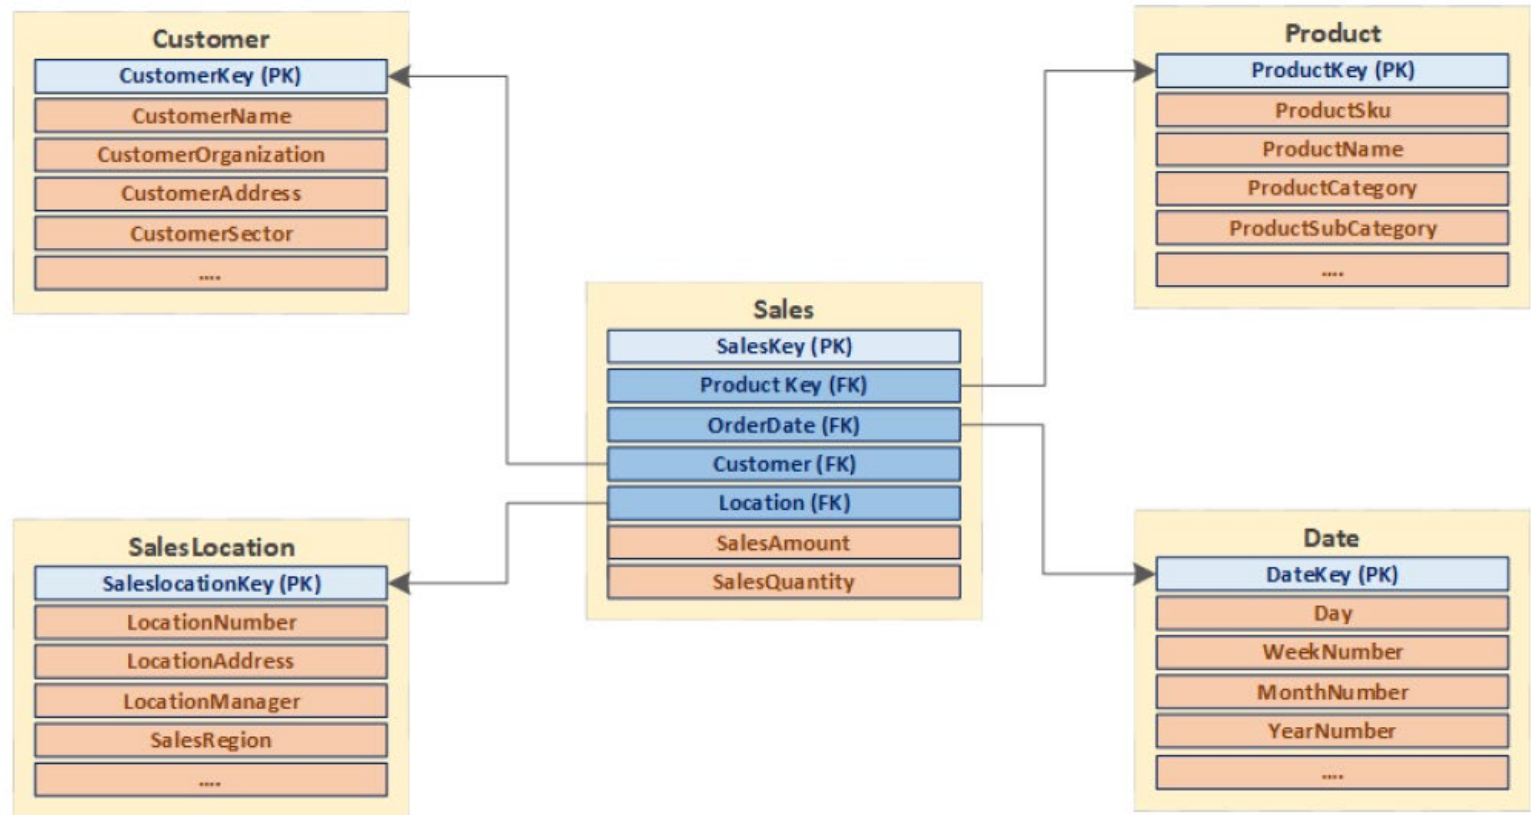 Customer
CustomerKey (PK)
CustomerName
CustomerOrganization
CustomerAddress
CustomerSector
....
Product
ProductKey (PK)
ProductSku
ProductName
ProductCategory
ProductSubCategory
....
Sales
SalesKey (PK)
Product Key (FK)
OrderDate (FK)
Customer (FK)
Location (FK)
SalesAmount
SalesQuantity
SalesLocation
SaleslocationKey (PK)
LocationNumber
LocationAddress
LocationManager
SalesRegion
....
Date
DateKey (PK)
Day
WeekNumber
MonthNumber
YearNumber
....